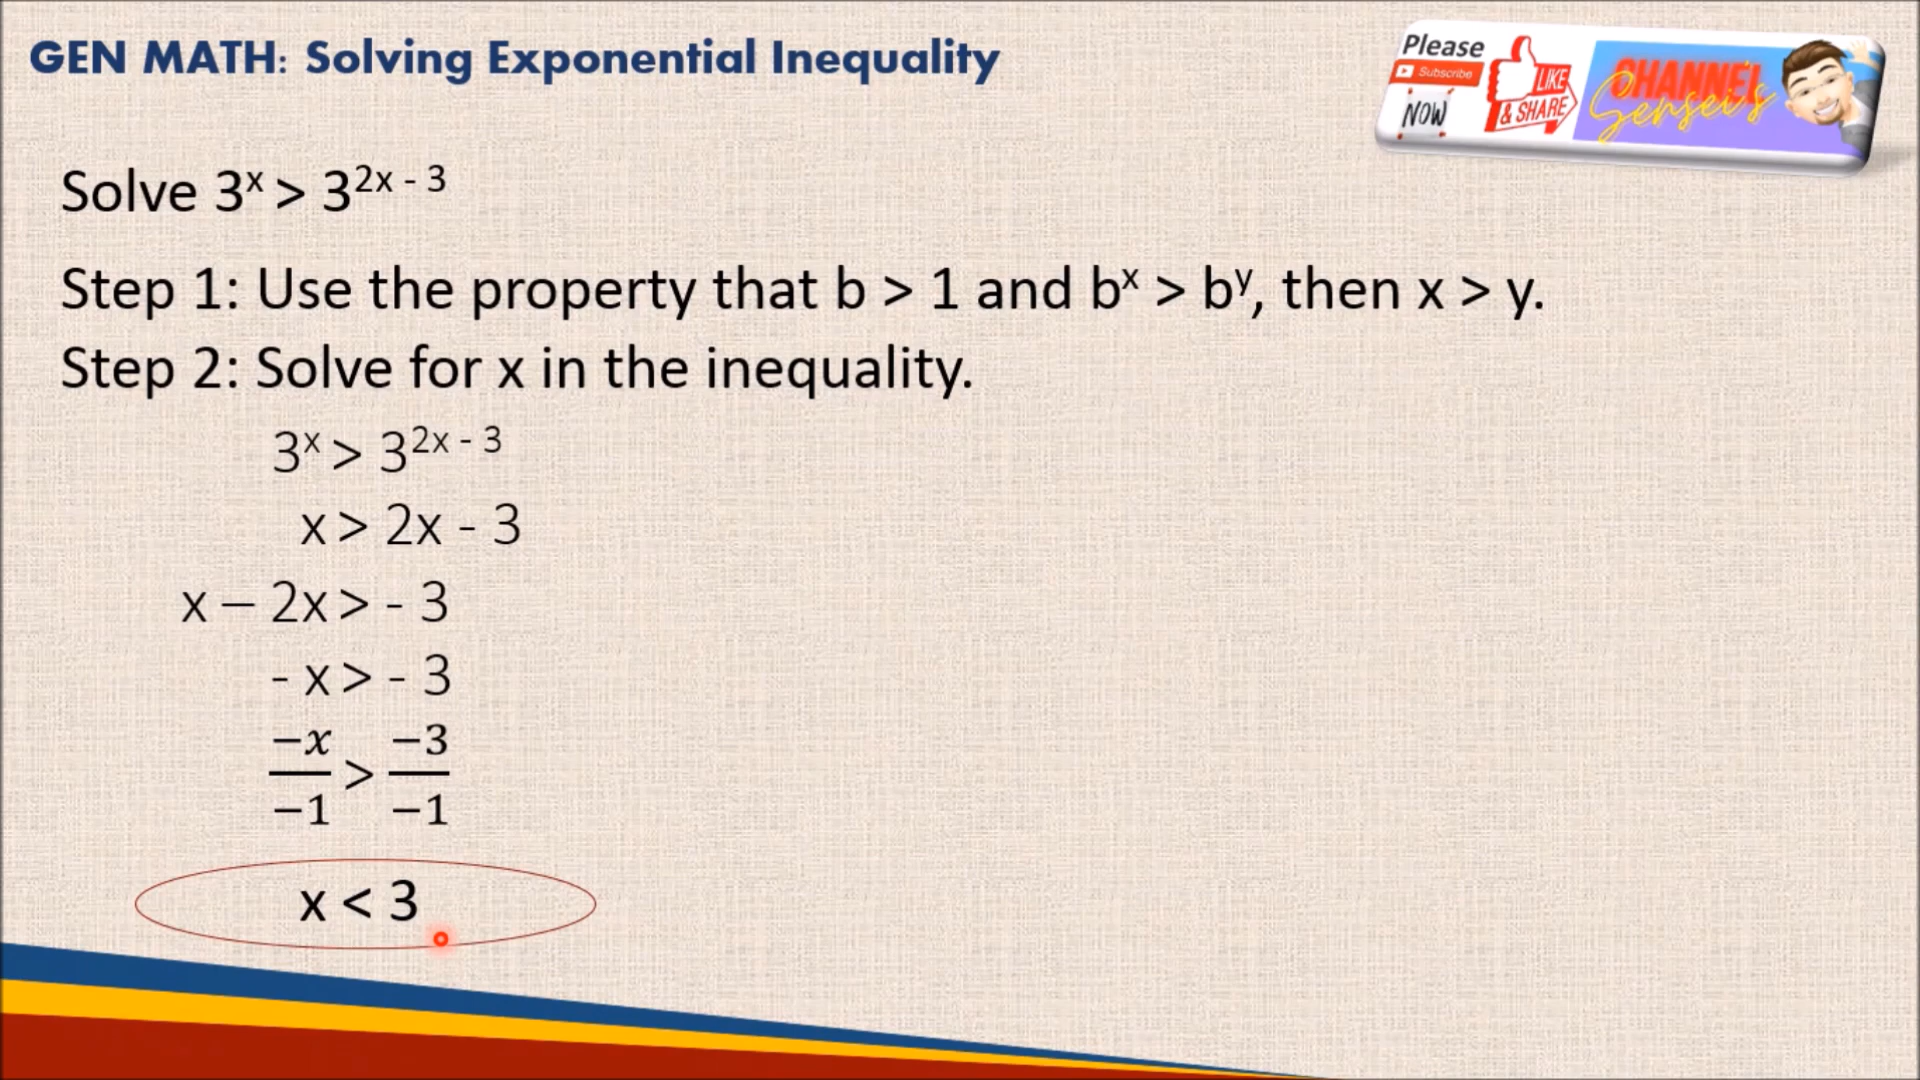 GEN MATH: Solving Exponential Inequality
Please
Subscribe
NOW
LIKE
& SHARE
CHANNEL
Sensei's
Solve 3ˣ > 3²ˣ ⁻ ³
Step 1: Use the property that b > 1 and bˣ > bʸ, then x > y.
Step 2: Solve for x in the inequality.
3ˣ > 3²ˣ ⁻ ³
x > 2x - 3
x – 2x > - 3
- x > - 3
−x/−1 > −3/−1
x < 3